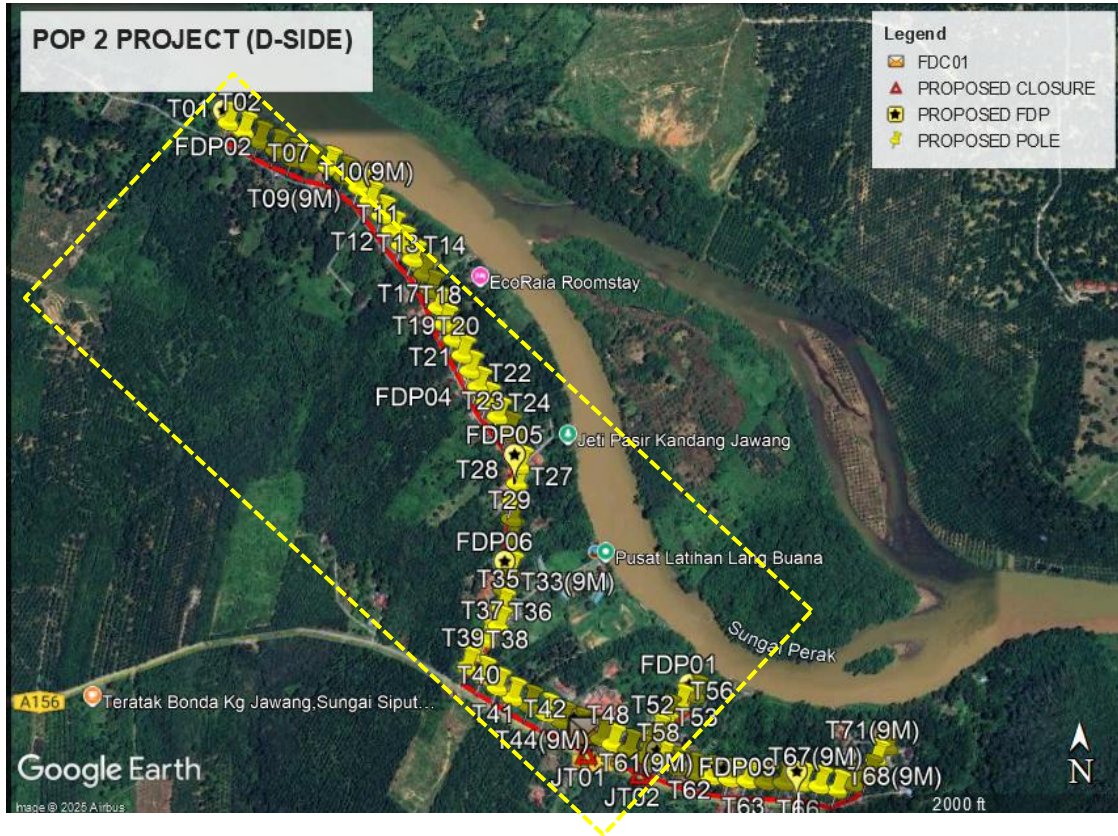 POP 2 PROJECT (D-SIDE)
Legend
FDC01
PROPOSED CLOSURE
PROPOSED FDP
PROPOSED POLE
T01
T02
FDP02
T07
T10(9M)
T09(9M)
T11
T12
T13
T14
EcoRaia Roomstay
T17
T18
T19
T20
T21
T22
FDP04
T23
T24
FDP05
Jeti Pasir Kandang Jawang
T28
T27
T29
FDP06
Pusat Latihan Lang Buana
T35
T33(9M)
T37
T36
T39
T38
Sungai Perak
FDP01
T40
T56
A156
Teratak Bonda Kg Jawang,Sungai Siput...
T52
T53
T41
T42
T48
T58
T44(9M)
T71(9M)
T61(9M)
FDP09
T67(9M)
T68(9M)
JT01
JT02
T62
T63
T66
Google Earth
N
Image © 2025 Airbus
2000 ft